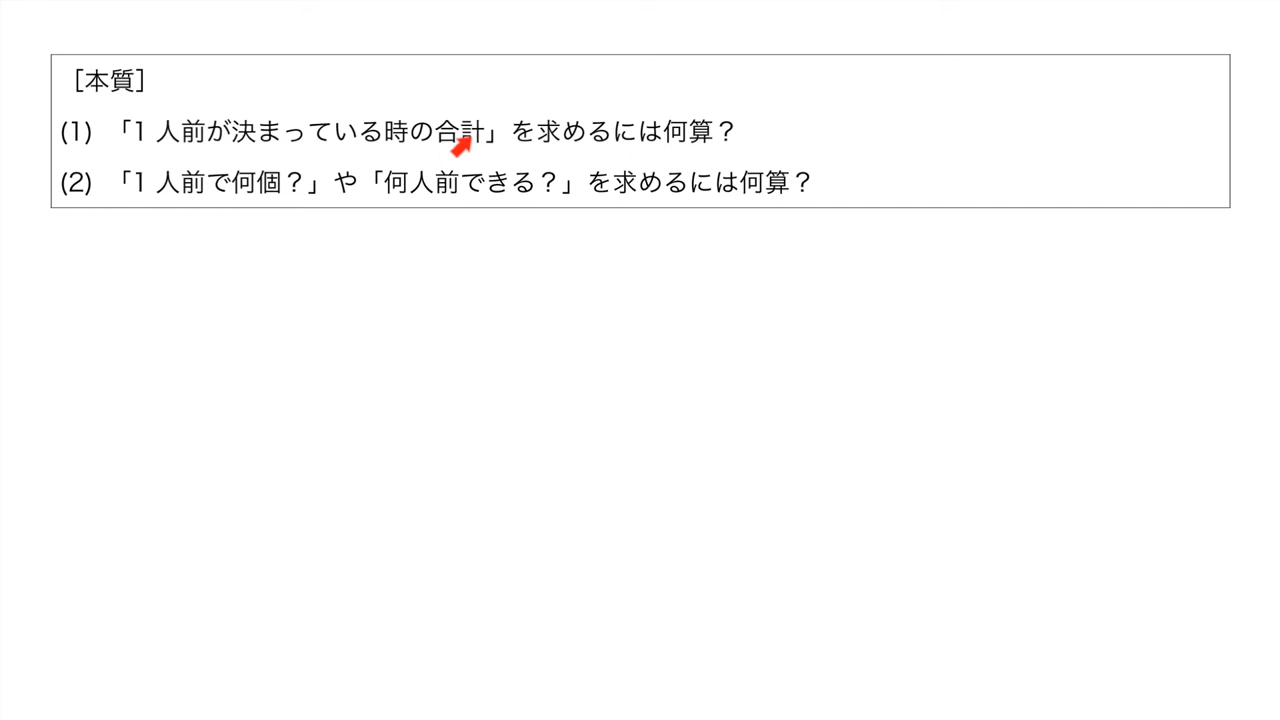 ［本質］
(1) 「1 人前が決まっている時の合計」を求めるには何算？
(2) 「1 人前で何個？」や「何人前できる？」を求めるには何算？